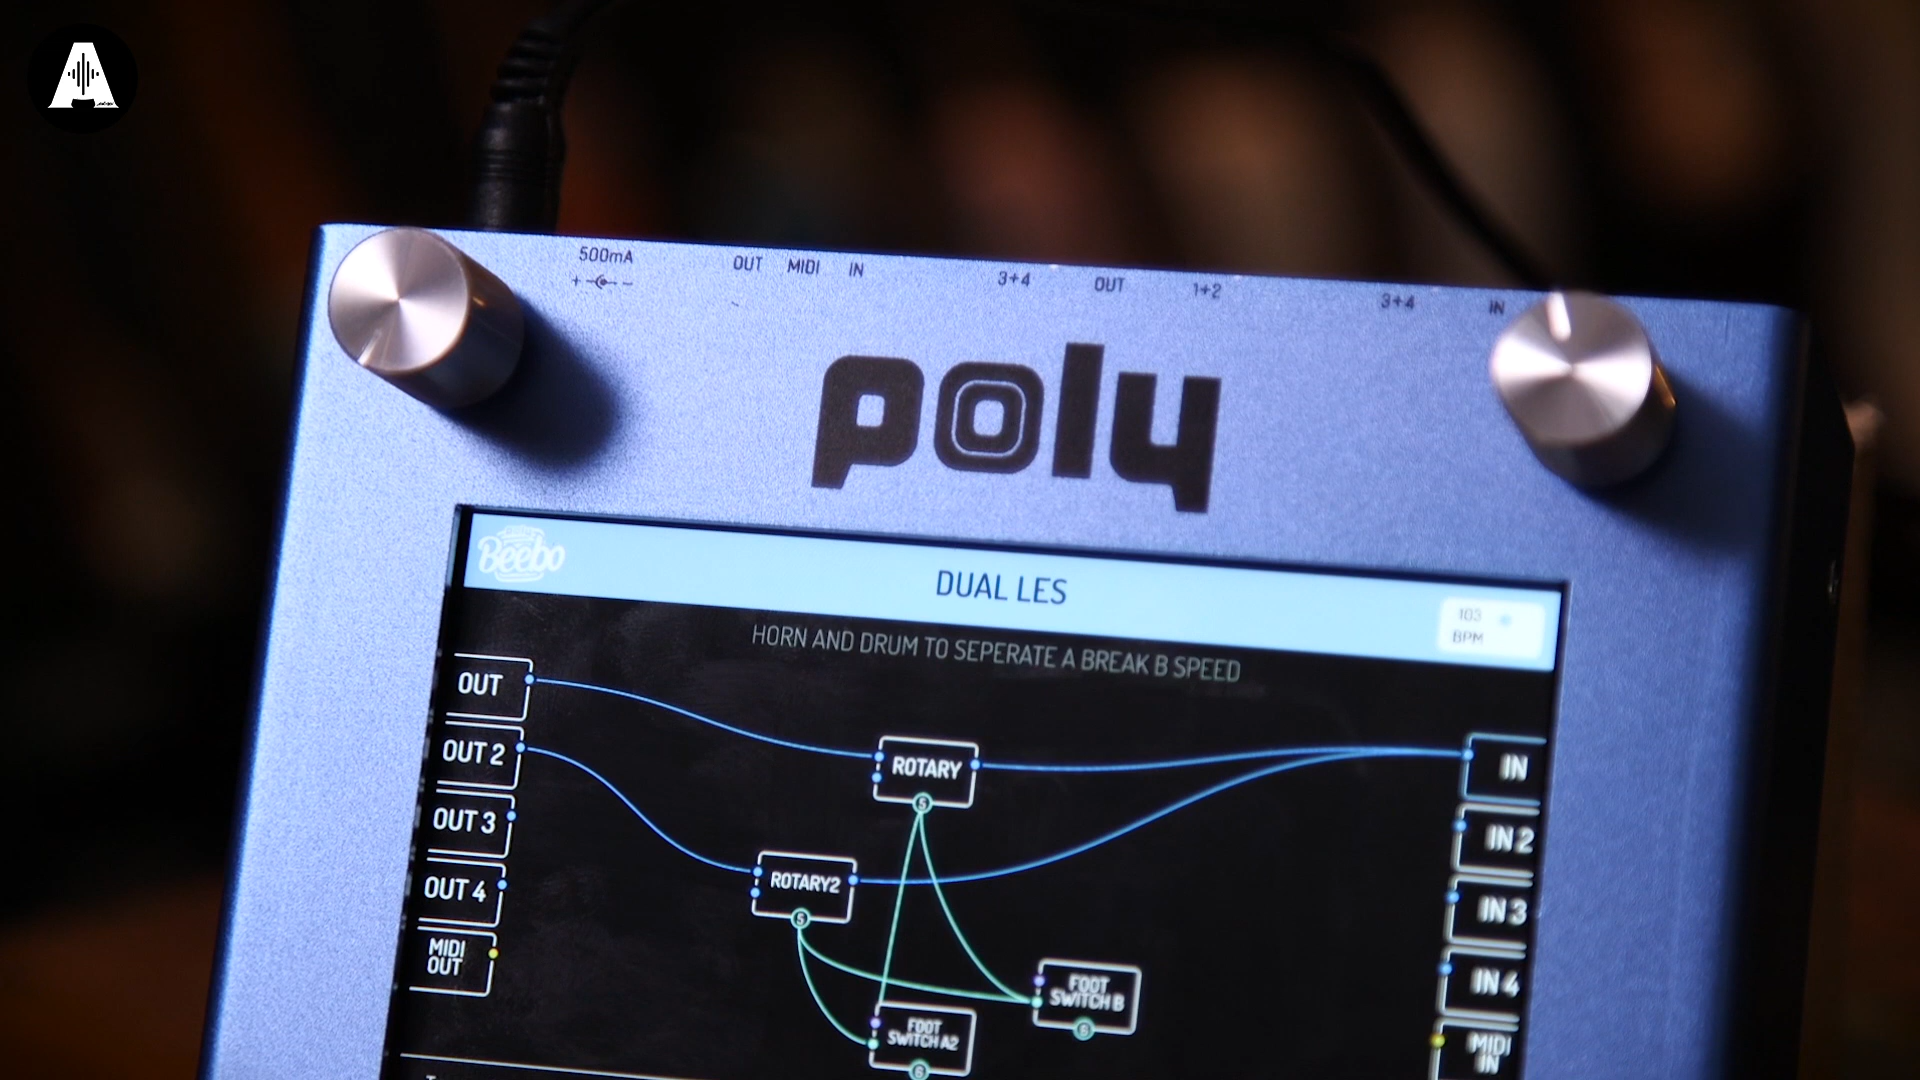 A
500mA
OUT MIDI IN
3+4 OUT 1+2
3+4 IN
poly
Beebo
DUAL LES
103
BPM
HORN AND DRUM TO SEPERATE A BREAK B SPEED
OUT
OUT 2
OUT 3
OUT 4
MIDI
OUT
ROTARY
S
ROTARY2
S
FOOT
SWITCH B
FOOT
SWITCH A2
IN
IN 2
IN 3
IN 4
MIDI
IN